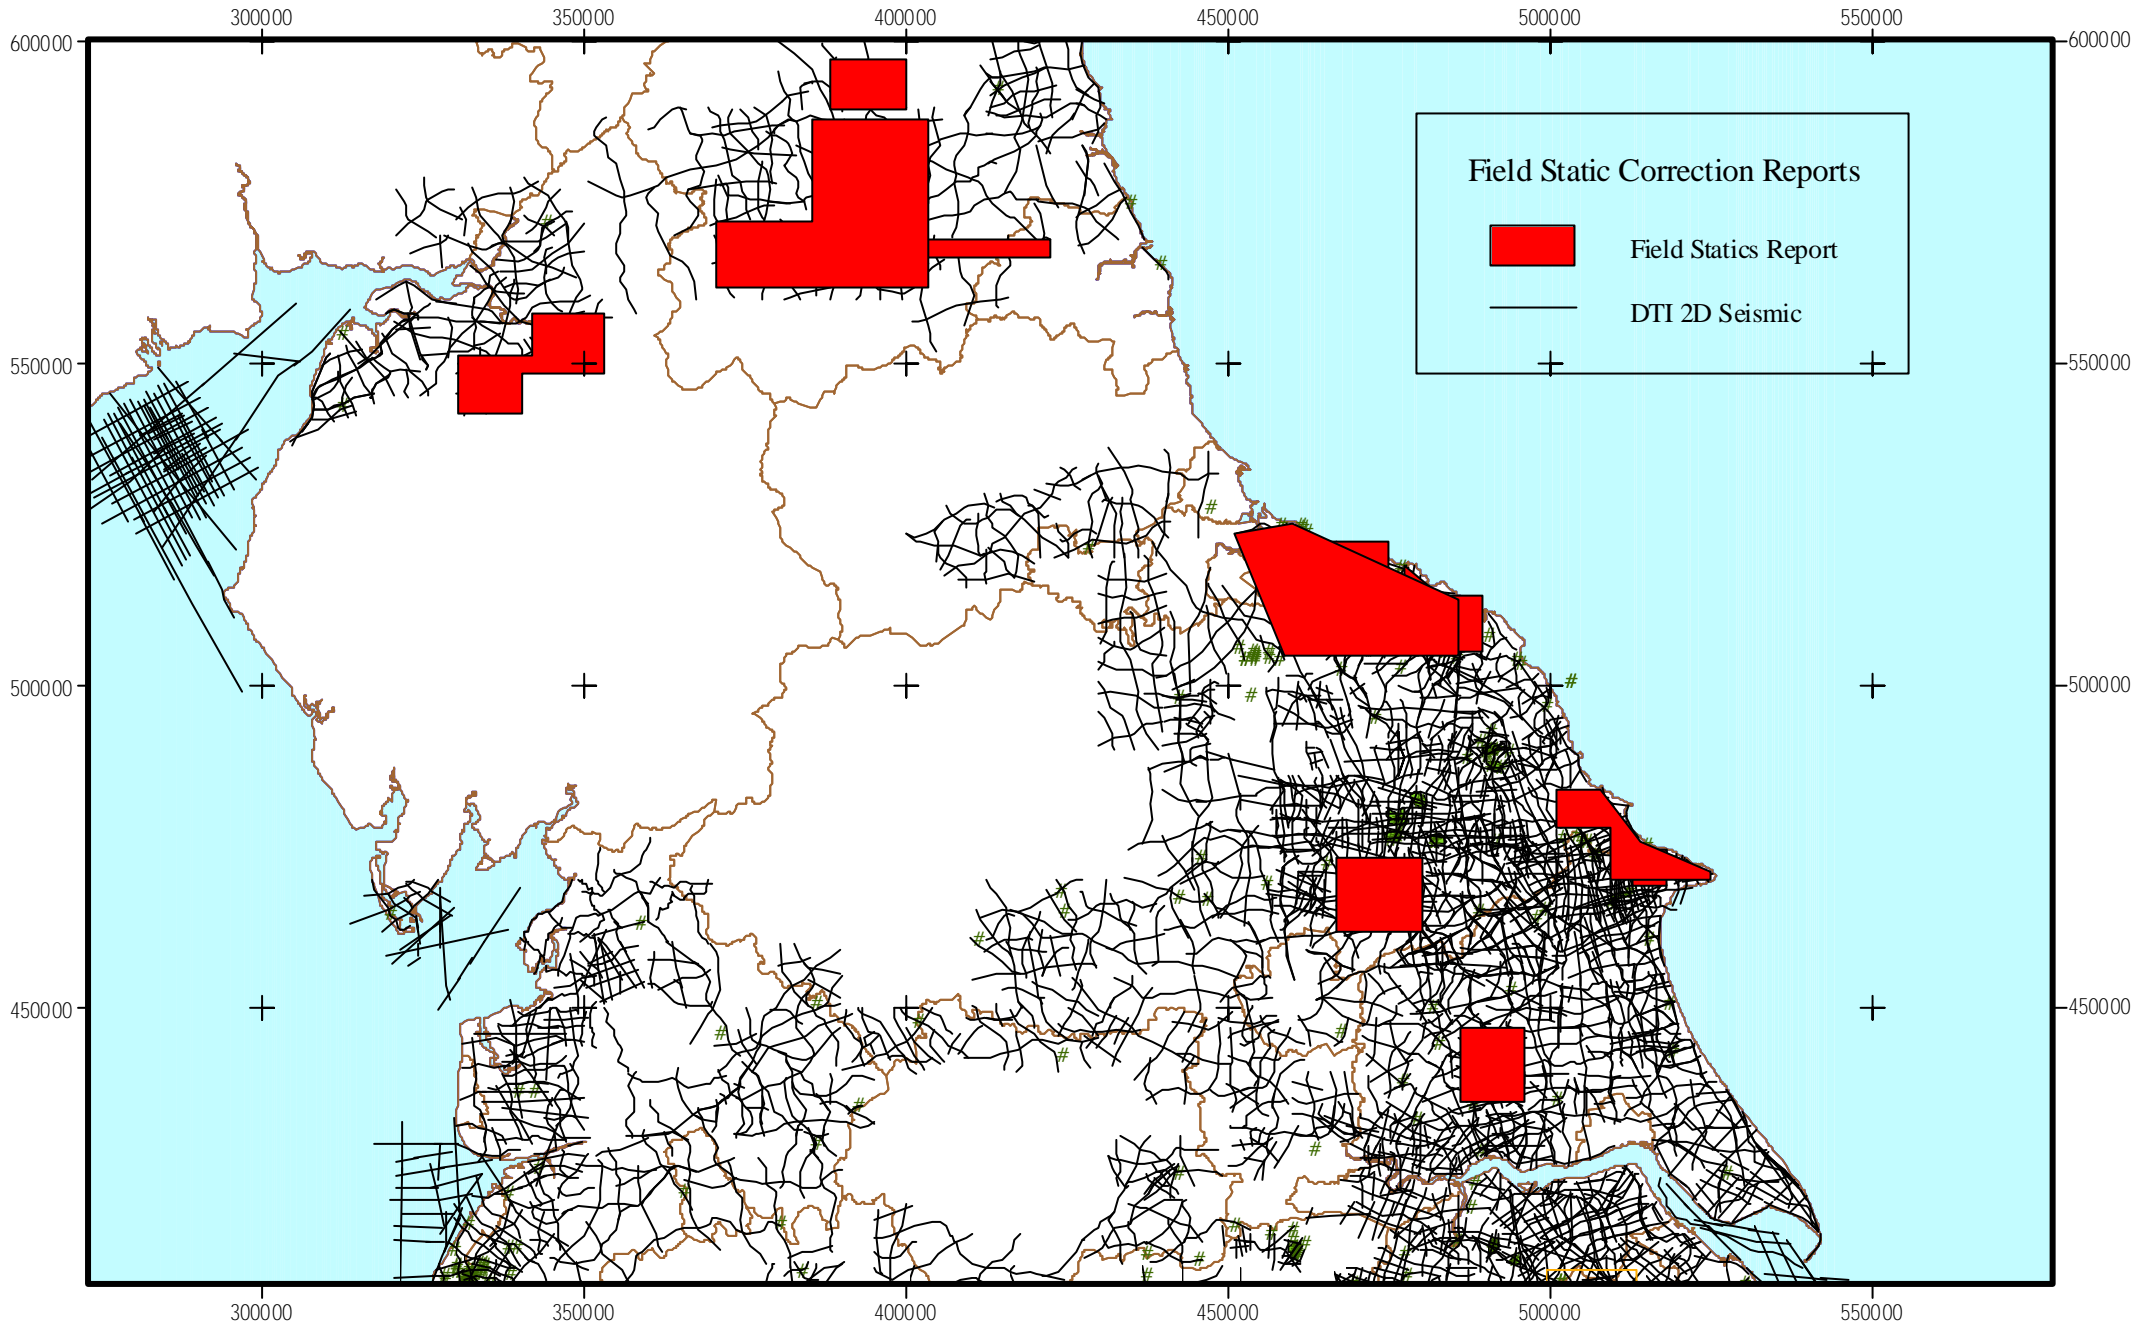 300000 350000 400000 450000 500000 550000
600000 600000
Field Static Correction Reports
Field Statics Report
DTI 2D Seismic
550000 550000
500000 500000
450000 450000
300000 350000 400000 450000 500000 550000